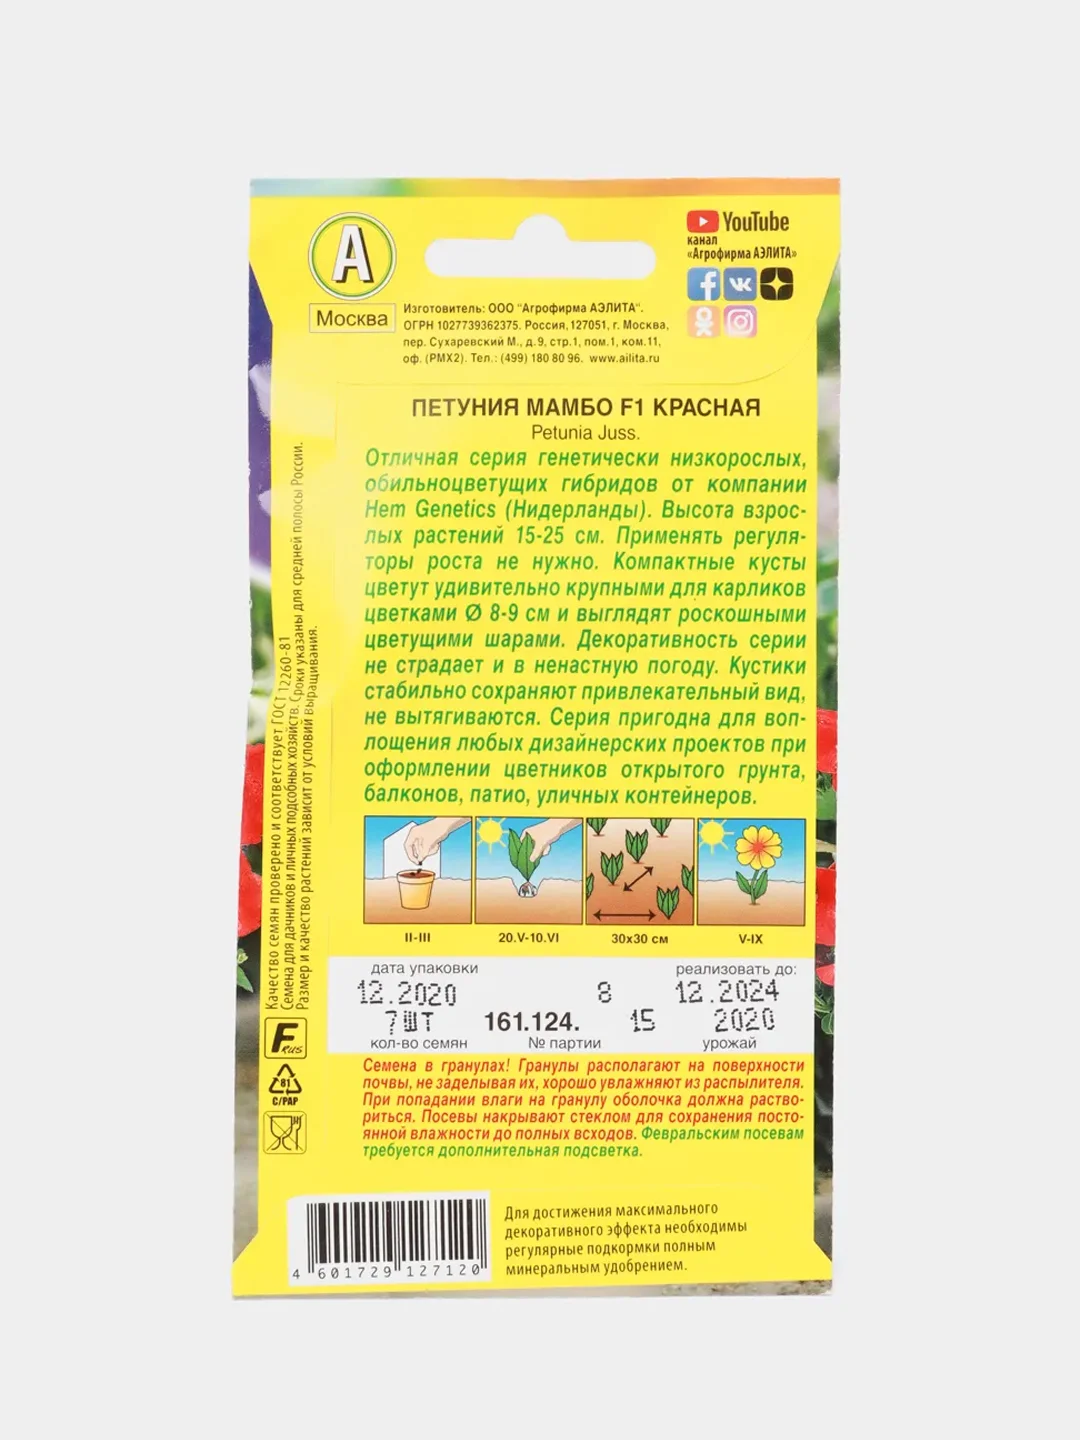 А
Москва
YouTube
канал
«Агрофирма АЭЛИТА»
Изготовитель: ООО "Агрофирма АЭЛИТА".
ОГРН 1027739362375. Россия,127051, г. Москва,
пер. Сухаревский М., д.9, стр.1, пом.1, ком.11,
оф. (РМХ2). Тел.: (499) 180 80 96. www.ailita.ru
ПЕТУНИЯ МАМБО F1 КРАСНАЯ
Petunia Juss.
Отличная серия генетически низкорослых,
обильноцветущих гибридов от компании
Hem Genetics (Нидерланды). Высота взрос-
лых растений 15-25 см. Применять регуля-
торы роста не нужно. Компактные кусты
цветут удивительно крупными для карликов
цветками Ø 8-9 см и выглядят роскошными
цветущими шарами. Декоративность серии
не страдает и в ненастную погоду. Кустики
стабильно сохраняют привлекательный вид,
не вытягиваются. Серия пригодна для воп-
лощения любых дизайнерских проектов при
оформлении цветников открытого грунта,
балконов, патио, уличных контейнеров.
II-III
20.V-10.VI
30х30 см
V-IX
дата упаковки
реализовать до:
12.2020
8
12.2024
7ШТ
161.124.
15
2020
кол-во семян
№ партии
урожай
Семена в гранулах! Гранулы располагают на поверхности
почвы, не заделывая их, хорошо увлажняют из распылителя.
При попадании влаги на гранулу оболочка должна раство-
риться. Посевы накрывают стеклом для сохранения посто-
янной влажности до полных всходов. Февральским посевам
требуется дополнительная подсветка.
Качество семян проверено и соответствует ГОСТ 12260-81
Семена для дачников и личных подсобных хозяйств. Сроки указаны для средней полосы России.
Размер и качество растений зависит от условий выращивания.
F
RUS
81
C/PAP
4 601729 127120
Для достижения максимального
декоративного эффекта необходимы
регулярные подкормки полным
минеральным удобрением.